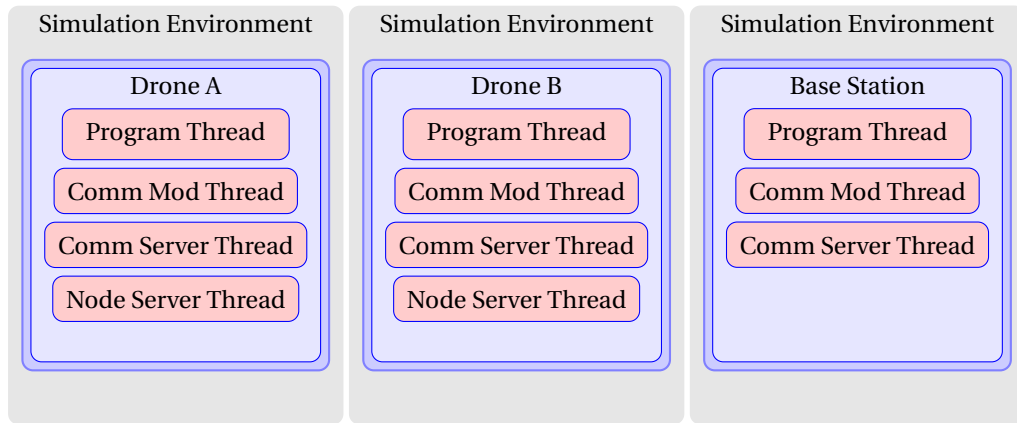 Simulation Environment
Drone A
Program Thread
Comm Mod Thread
Comm Server Thread
Node Server Thread
Simulation Environment
Drone B
Program Thread
Comm Mod Thread
Comm Server Thread
Node Server Thread
Simulation Environment
Base Station
Program Thread
Comm Mod Thread
Comm Server Thread